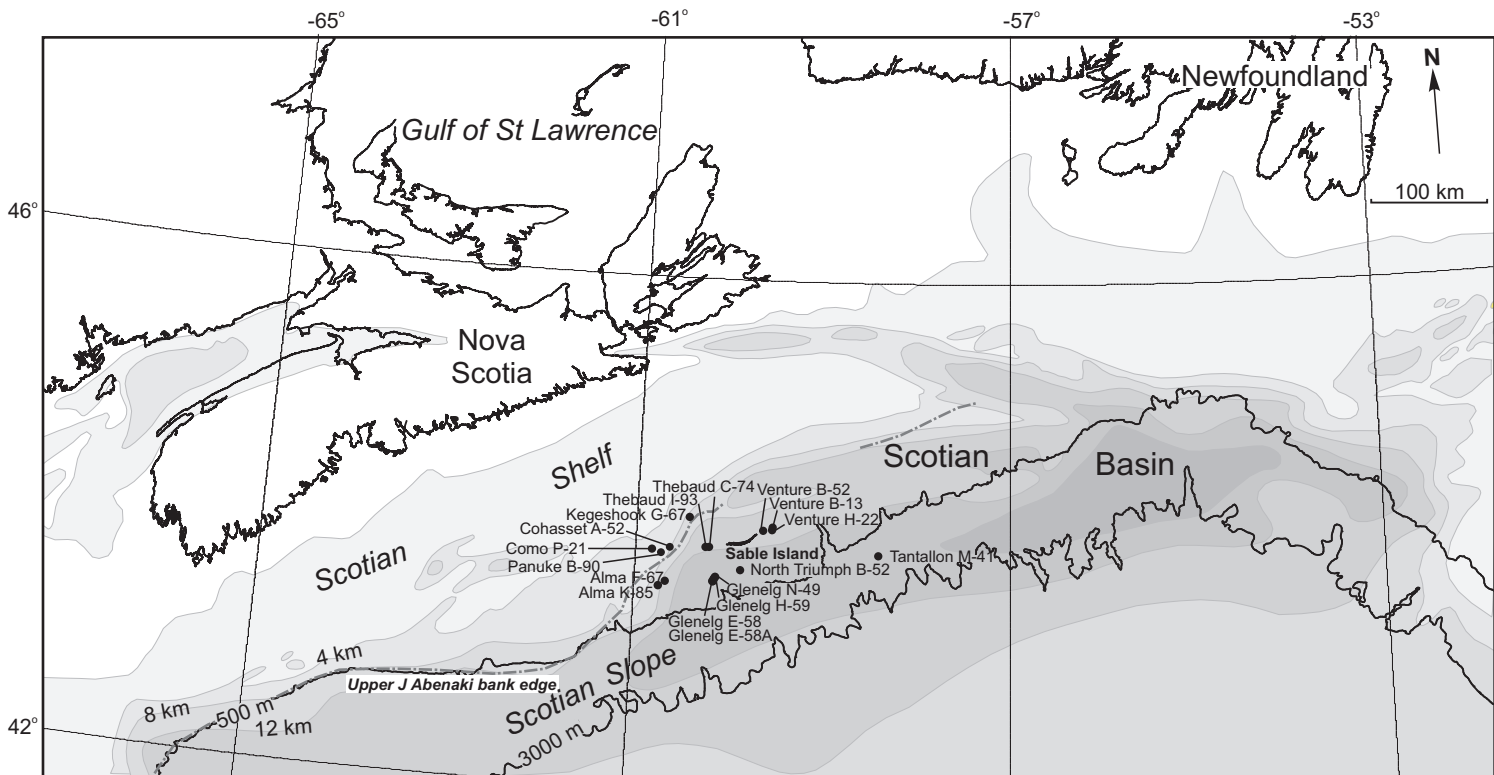 -65°
-61°
-57°
-53°
Newfoundland
N
Gulf of St Lawrence
100 km
46°
Nova
Scotia
Shelf
Scotian
Basin
Thebaud C-74
Venture B-52
Thebaud I-93
Venture B-13
Kegeshook G-67
Venture H-22
Cohasset A-52
Como P-21
Sable Island
Tantallon M-41
Panuke B-90
North Triumph B-52
Scotian
Alma F-67
Alma K-85
Glenelg N-49
Glenelg H-59
Glenelg E-58
Glenelg E-58A
4 km
Scotian Slope
Upper J Abenaki bank edge
8 km
500 m
12 km
3000 m
42°